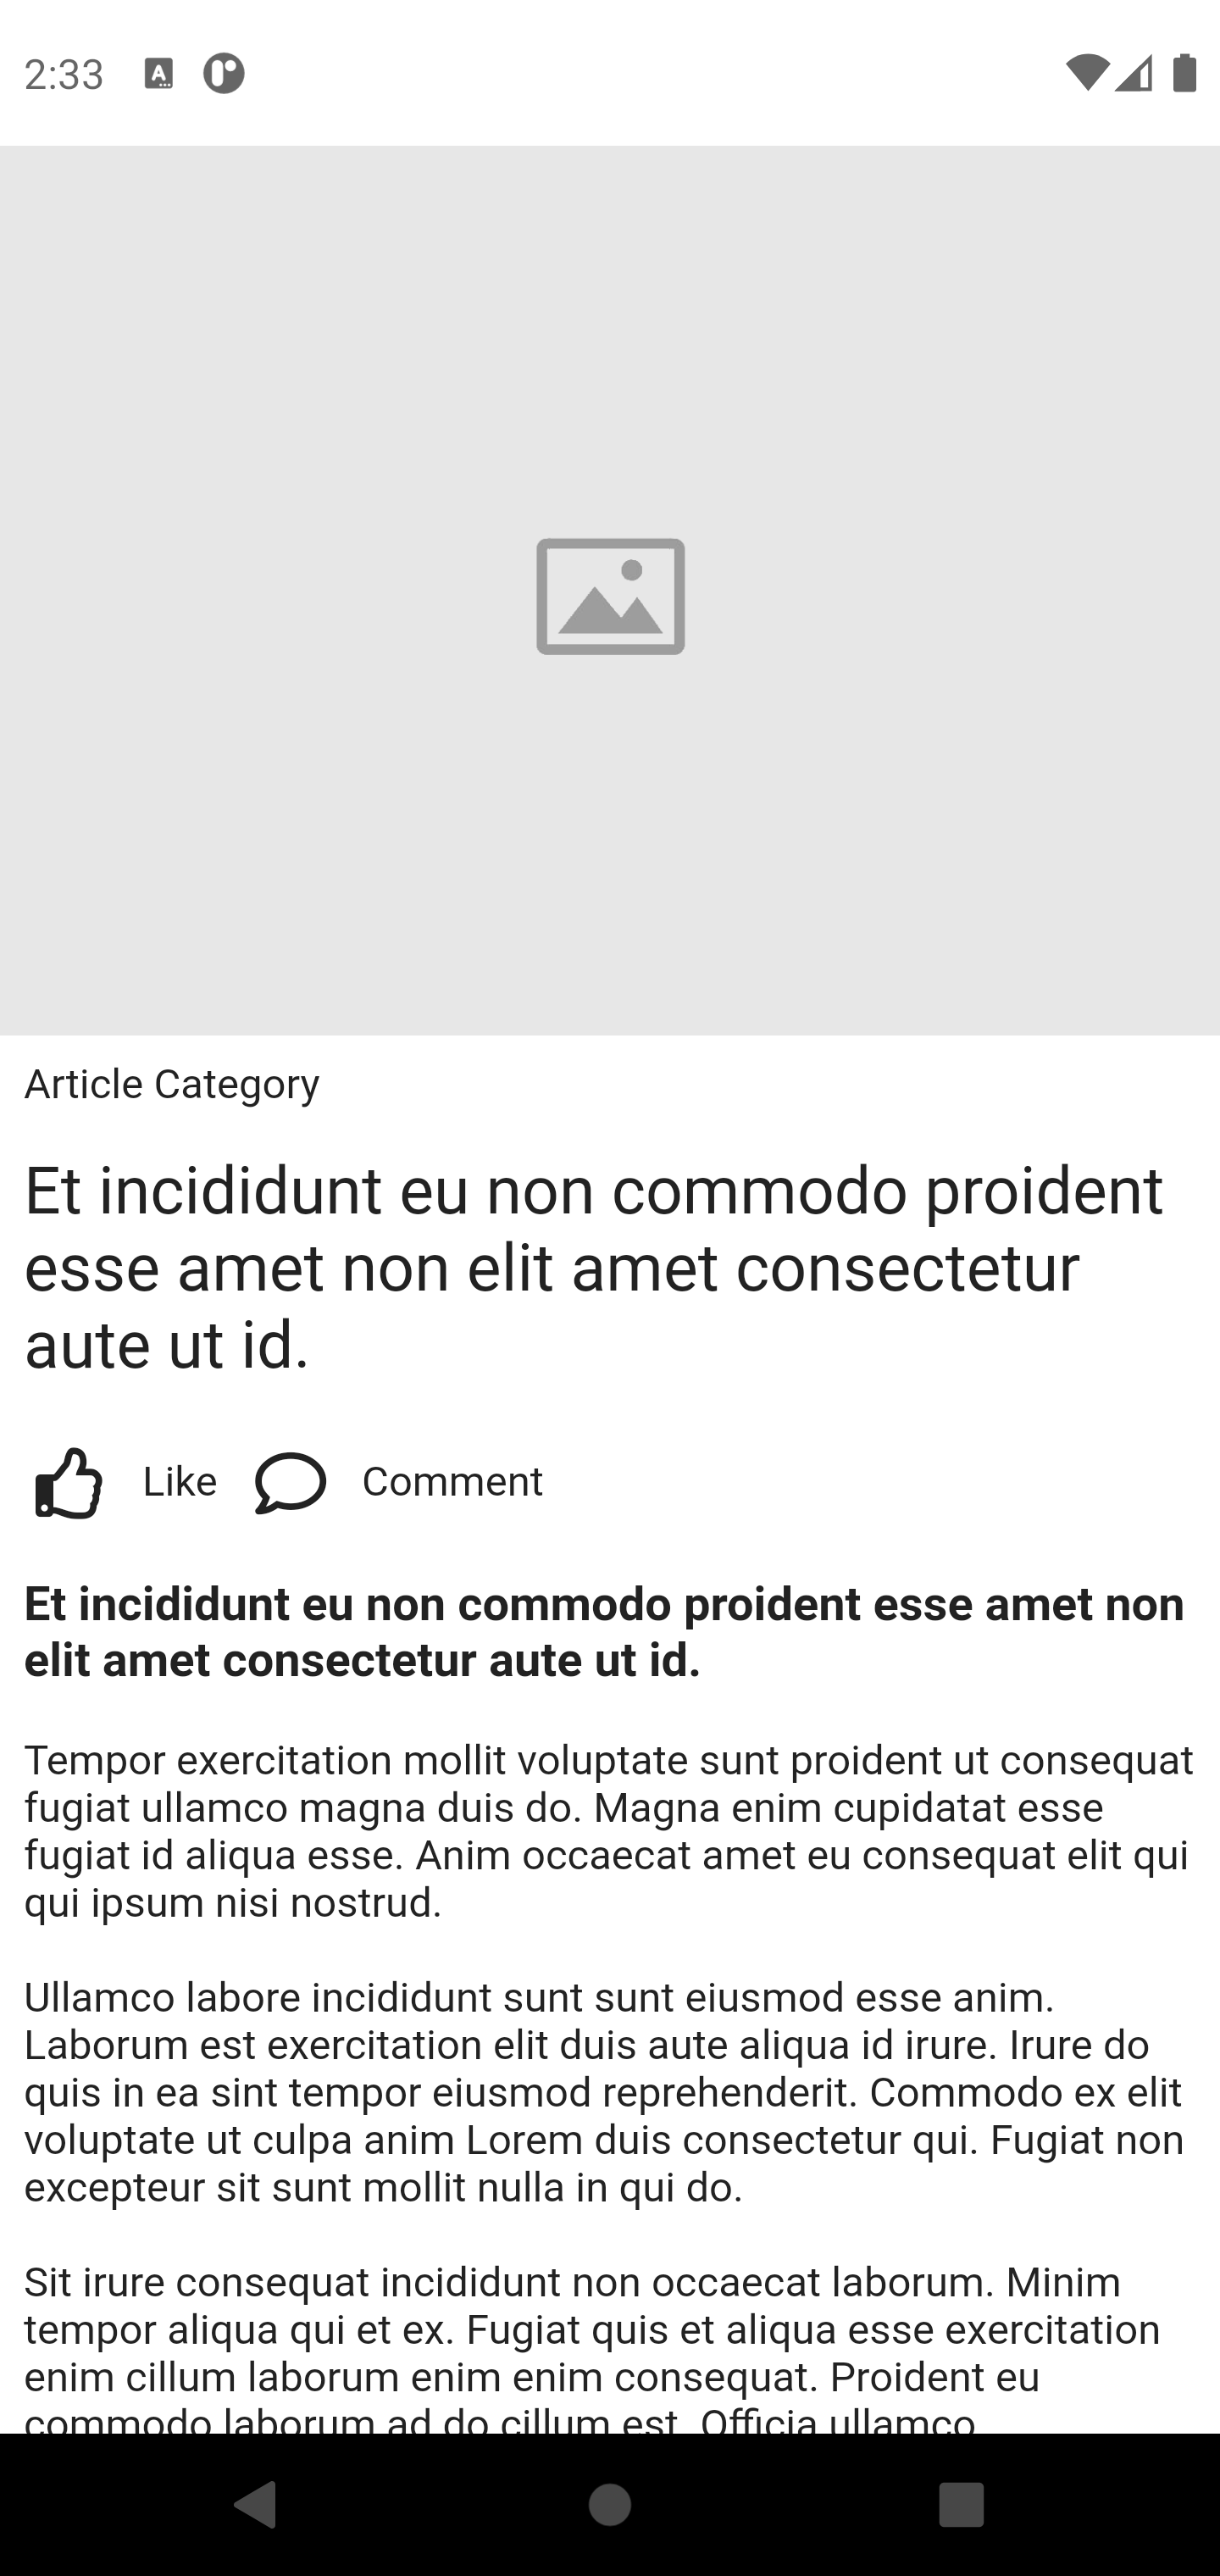 2:33
Article Category
Et incididunt eu non commodo proident
esse amet non elit amet consectetur
aute ut id.
Like Comment
Et incididunt eu non commodo proident esse amet non
elit amet consectetur aute ut id.
Tempor exercitation mollit voluptate sunt proident ut consequat
fugiat ullamco magna duis do. Magna enim cupidatat esse
fugiat id aliqua esse. Anim occaecat amet eu consequat elit qui
qui ipsum nisi nostrud.
Ullamco labore incididunt sunt sunt eiusmod esse anim.
Laborum est exercitation elit duis aute aliqua id irure. Irure do
quis in ea sint tempor eiusmod reprehenderit. Commodo ex elit
voluptate ut culpa anim Lorem duis consectetur qui. Fugiat non
excepteur sit sunt mollit nulla in qui do.
Sit irure consequat incididunt non occaecat laborum. Minim
tempor aliqua qui et ex. Fugiat quis et aliqua esse exercitation
enim cillum laborum enim enim consequat. Proident eu
commodo laborum ad do cillum est. Officia ullamco